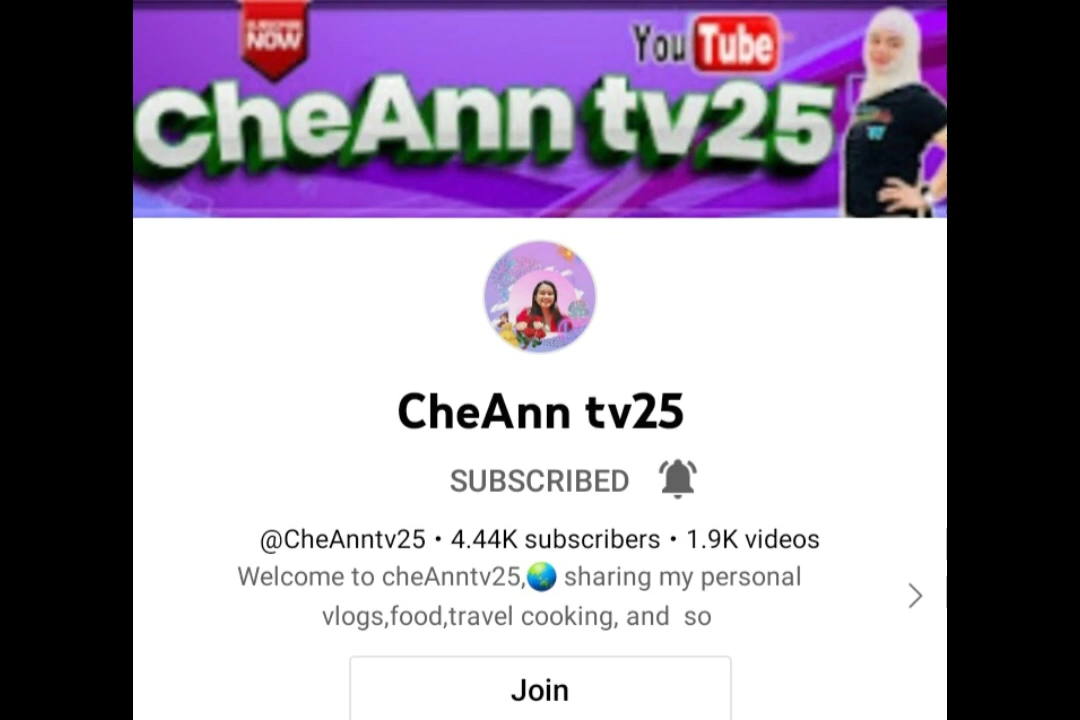 SUBSCRIBE
NOW
YouTube
CheAnn tv25
CheAnn tv25
SUBSCRIBED
@CheAnntv25 • 4.44K subscribers • 1.9K videos
Welcome to cheAnntv25,🌏 sharing my personal
vlogs,food,travel cooking, and so
Join